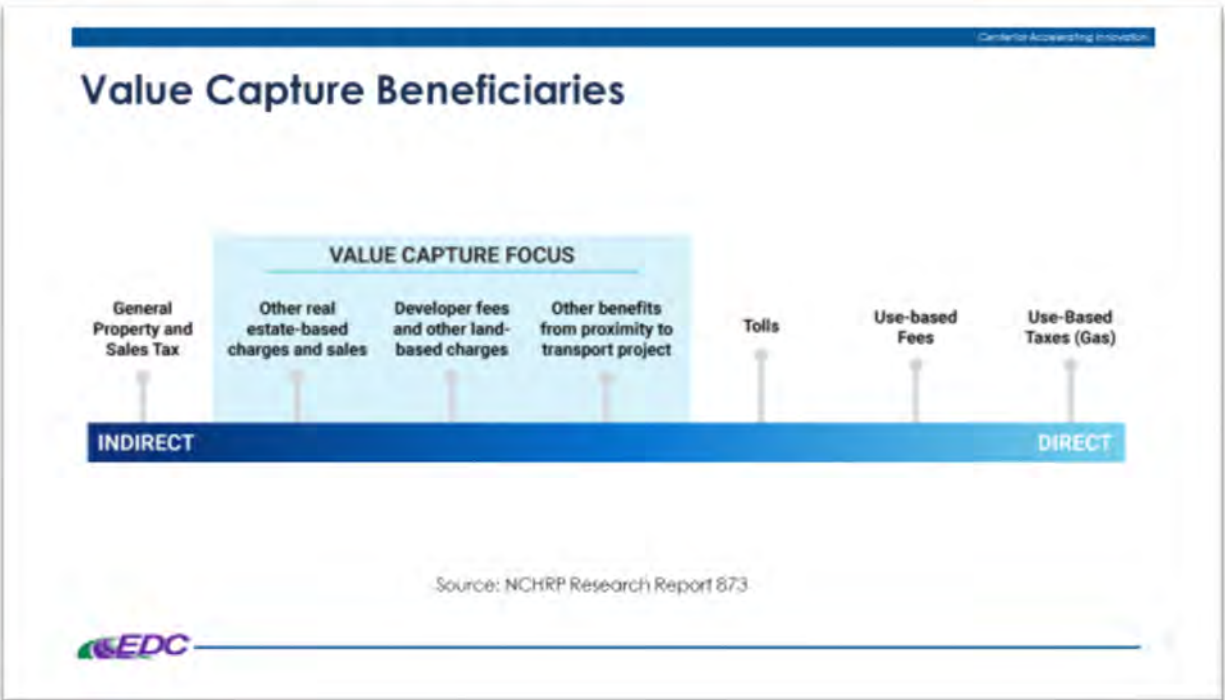 Center for Accelerating Innovation
Value Capture Beneficiaries
VALUE CAPTURE FOCUS
General
Property and
Sales Tax
Other real
estate-based
charges and sales
Developer fees
and other land-
based charges
Other benefits
from proximity to
transport project
Tolls
Use-based
Fees
Use-Based
Taxes (Gas)
INDIRECT
DIRECT
Source: NCHRP Research Report 873
EDC